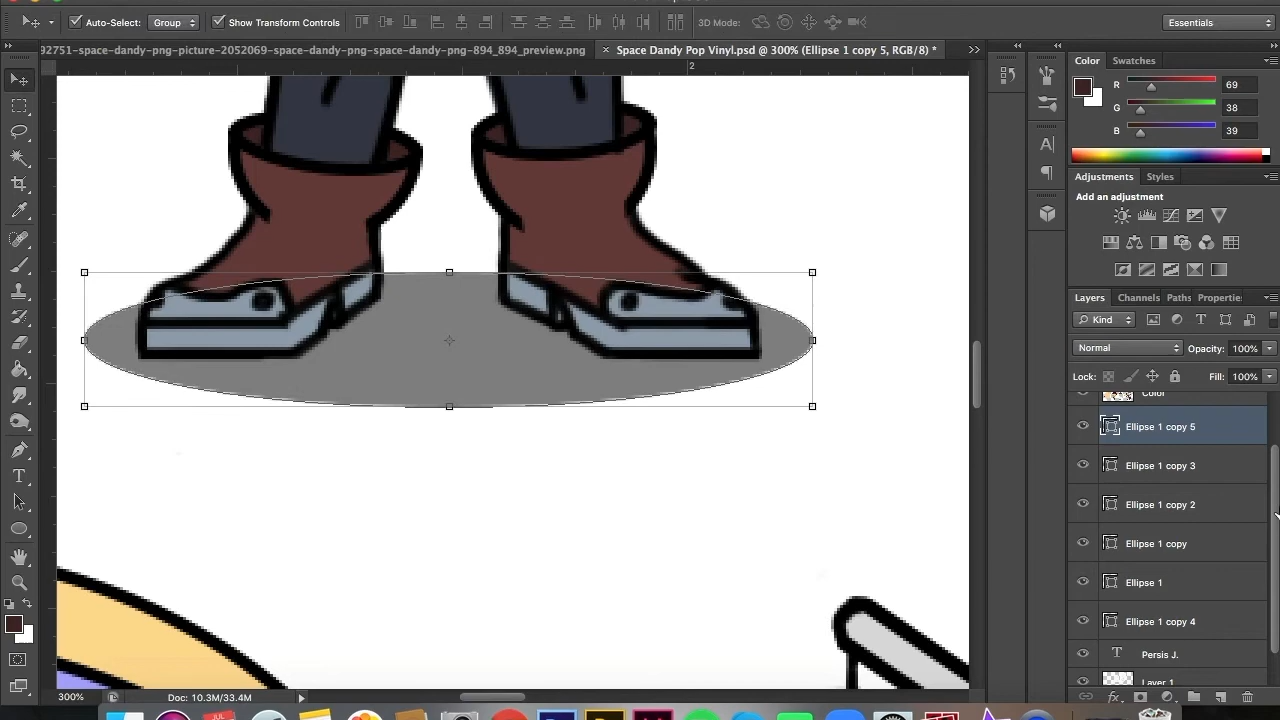 Auto-Select: Group Show Transform Controls 3D Mode: Essentials
92751-space-dandy-png-picture-2052069-space-dandy-png-space-dandy-png-894_894_preview.png
× Space Dandy Pop Vinyl.psd @ 300% (Ellipse 1 copy 5, RGB/8) *
2
Color Swatches
R 69
G 38
B 39
Adjustments Styles
Add an adjustment
Layers Channels Paths Propertie
Kind
Normal Opacity: 100%
Lock: Fill: 100%
Color
Ellipse 1 copy 5
Ellipse 1 copy 3
Ellipse 1 copy 2
Ellipse 1 copy
Ellipse 1
Ellipse 1 copy 4
T Persis J.
Layer 1
fx
300% Doc: 10.3M/33.4M
JUL